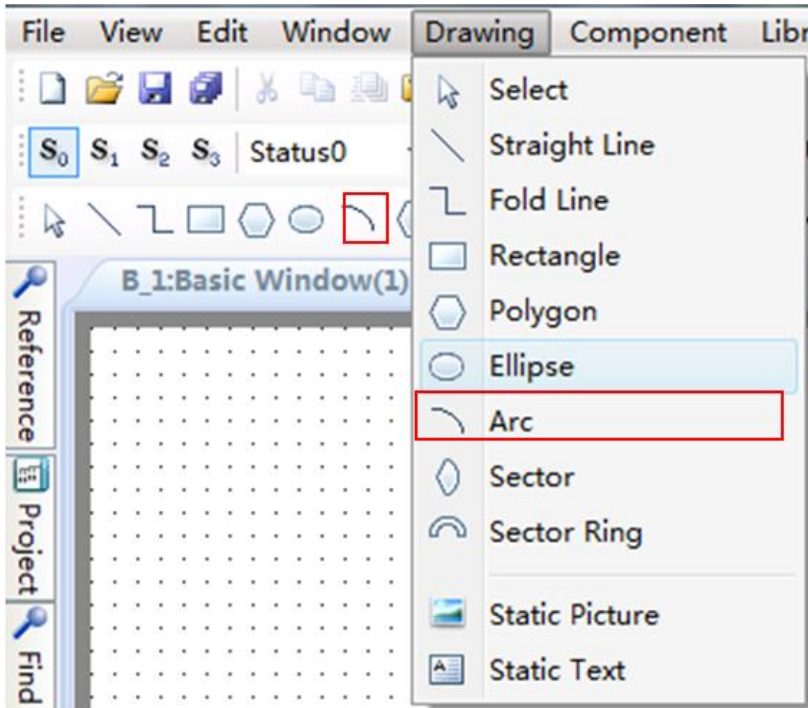 File View Edit Window Drawing Component Libr
S0 S1 S2 S3 Status0
B_1:Basic Window(1)
Reference
Project
Find
Select
Straight Line
Fold Line
Rectangle
Polygon
Ellipse
Arc
Sector
Sector Ring
Static Picture
A
Static Text